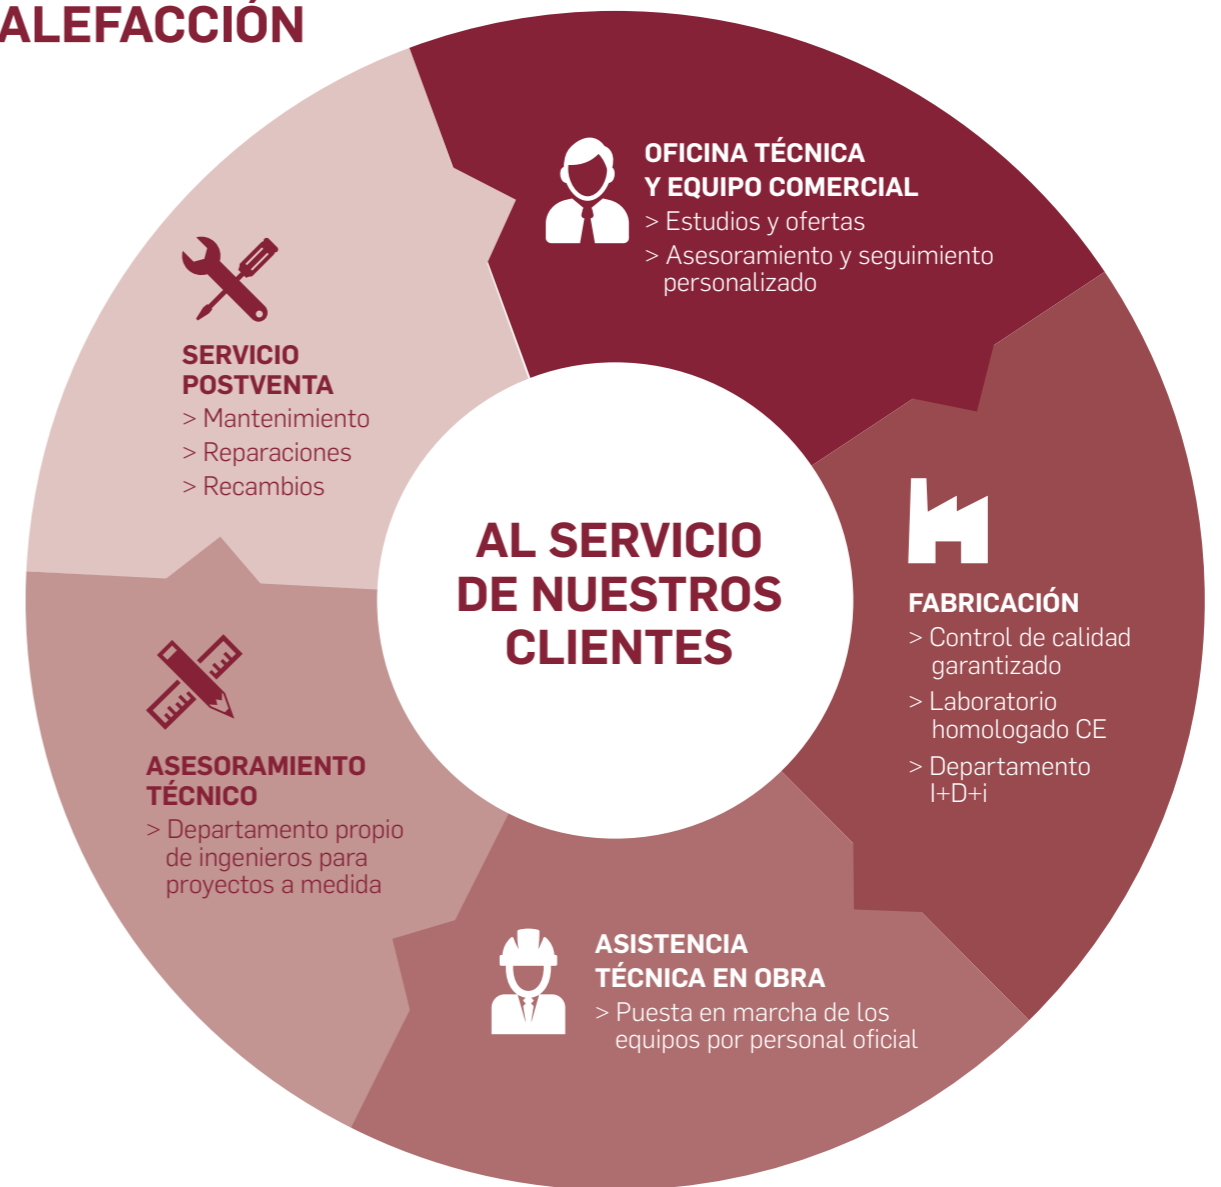 ALEFACCIÓN
OFICINA TÉCNICA
Y EQUIPO COMERCIAL
> Estudios y ofertas
> Asesoramiento y seguimiento
personalizado
FABRICACIÓN
> Control de calidad
garantizado
> Laboratorio
homologado CE
> Departamento
I+D+i
ASISTENCIA
TÉCNICA EN OBRA
> Puesta en marcha de los
equipos por personal oficial
ASESORAMIENTO
TÉCNICO
> Departamento propio
de ingenieros para
proyectos a medida
SERVICIO
POSTVENTA
> Mantenimiento
> Reparaciones
> Recambios
AL SERVICIO
DE NUESTROS
CLIENTES